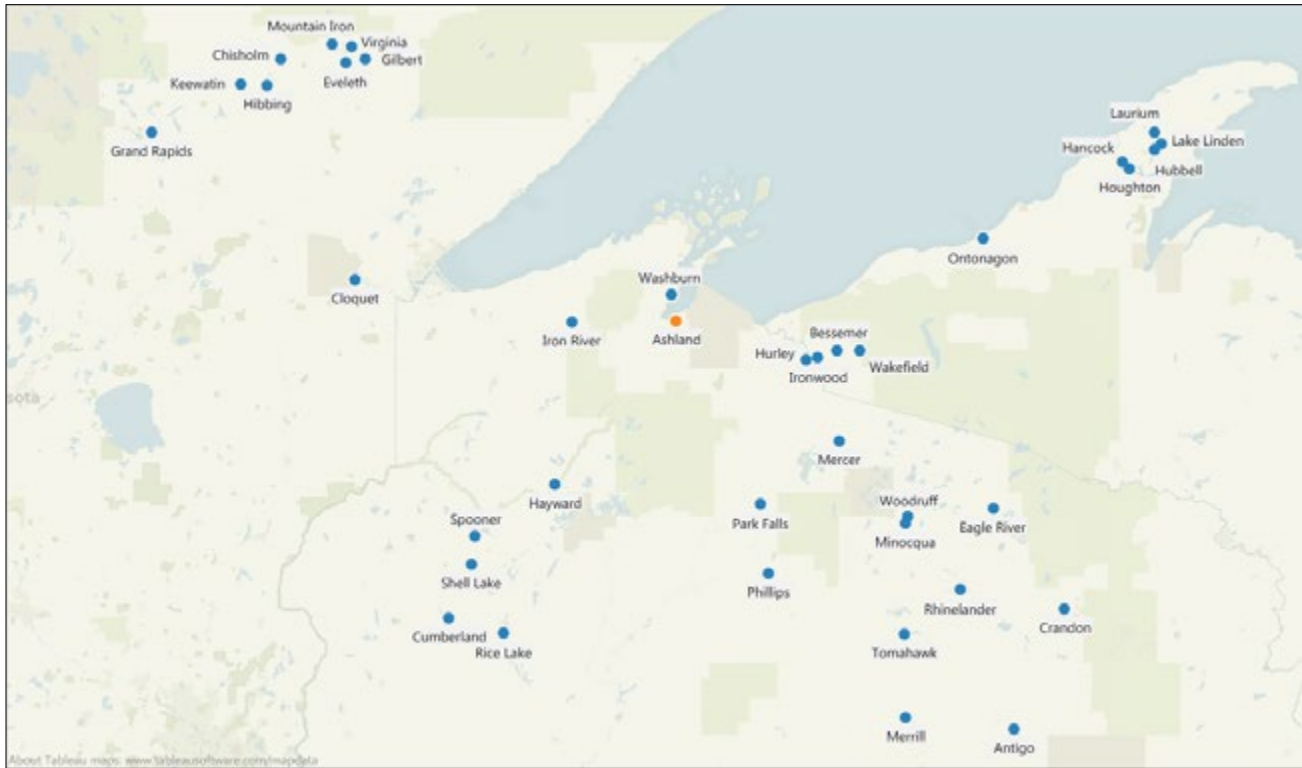 Mountain Iron
Virginia
Chisholm
Gilbert
Keewatin
Eveleth
Hibbing
Grand Rapids
Laurium
Lake Linden
Hancock
Hubbell
Houghton
Ontonagon
Cloquet
Washburn
Iron River
Ashland
Bessemer
Hurley
Ironwood
Wakefield
sota
Mercer
Hayward
Woodruff
Park Falls
Eagle River
Spooner
Minocqua
Shell Lake
Phillips
Rhinelander
Crandon
Cumberland
Rice Lake
Tomahawk
Merrill
Antigo
About Tableau maps: www.tableausoftware.com/mapdata